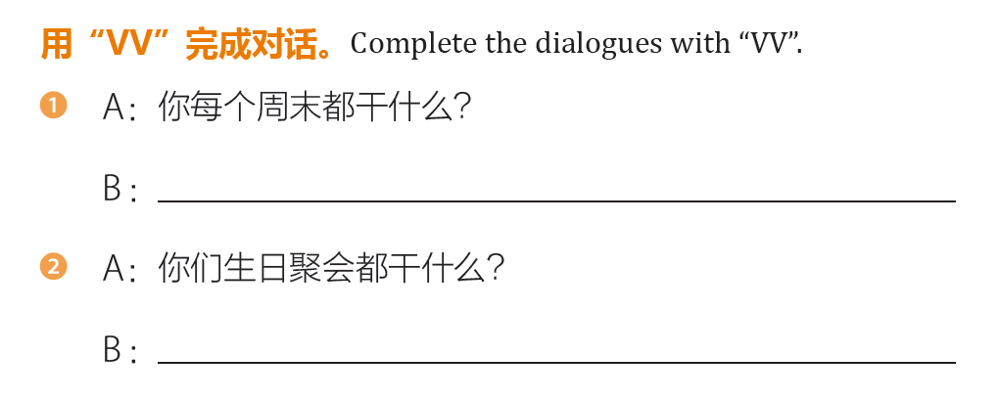 用“VV”完成对话。Complete the dialogues with “VV”.
1 A：你每个周末都干什么？
B：
2 A：你们生日聚会都干什么？
B：